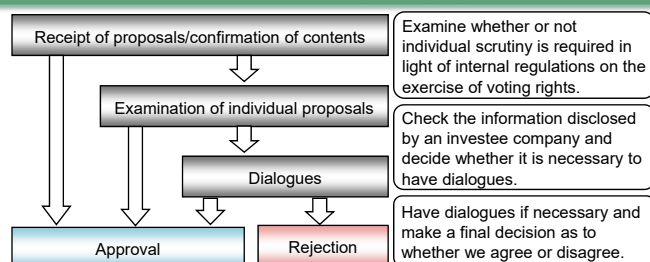 Receipt of proposals/confirmation of contents
Examine whether or not
individual scrutiny is required in
light of internal regulations on the
exercise of voting rights.
Examination of individual proposals
Check the information disclosed
by an investee company and
decide whether it is necessary to
have dialogues.
Dialogues
Have dialogues if necessary and
make a final decision as to
whether we agree or disagree.
Approval
Rejection